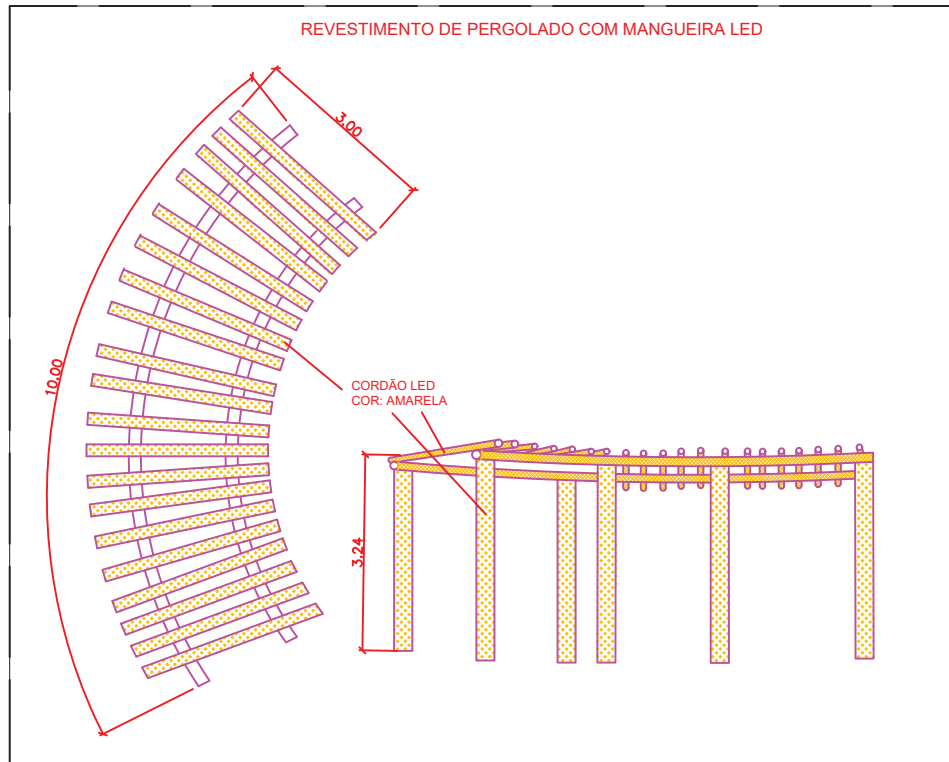 REVESTIMENTO DE PERGOLADO COM MANGUEIRA LED
3.00
10.00
CORDÃO LED
COR: AMARELA
3.24